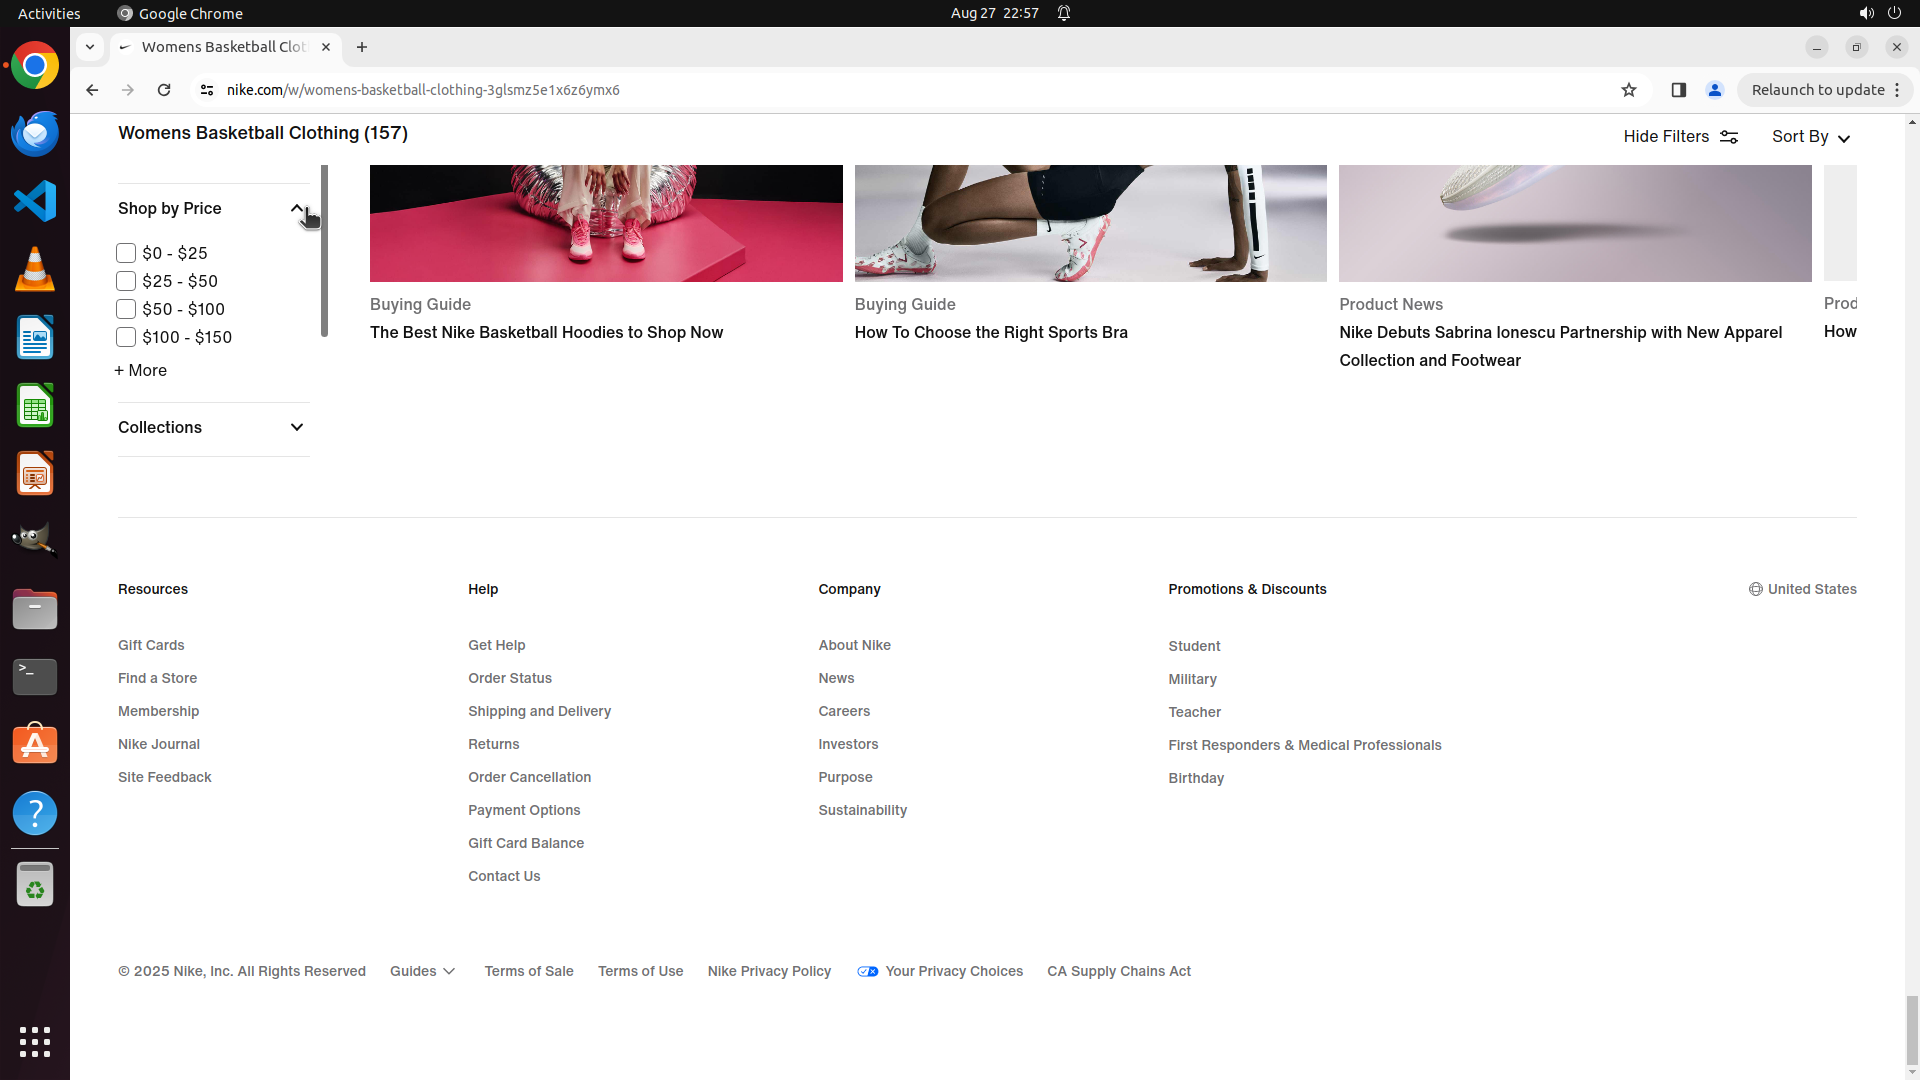 Activities
Google Chrome
Aug 27 22:57
Womens Basketball Clot
nike.com/w/womens-basketball-clothing-3glsmz5e1x6z6ymx6
Relaunch to update
Womens Basketball Clothing (157)
Hide Filters
Sort By
Shop by Price
$0 - $25
$25 - $50
$50 - $100
$100 - $150
+ More
Collections
Buying Guide
The Best Nike Basketball Hoodies to Shop Now
Buying Guide
How To Choose the Right Sports Bra
Product News
Nike Debuts Sabrina Ionescu Partnership with New Apparel
Collection and Footwear
Prod
How
Resources
Gift Cards
Find a Store
Membership
Nike Journal
Site Feedback
Help
Get Help
Order Status
Shipping and Delivery
Returns
Order Cancellation
Payment Options
Gift Card Balance
Contact Us
Company
About Nike
News
Careers
Investors
Purpose
Sustainability
Promotions & Discounts
Student
Military
Teacher
First Responders & Medical Professionals
Birthday
United States
© 2025 Nike, Inc. All Rights Reserved
Guides
Terms of Sale
Terms of Use
Nike Privacy Policy
Your Privacy Choices
CA Supply Chains Act